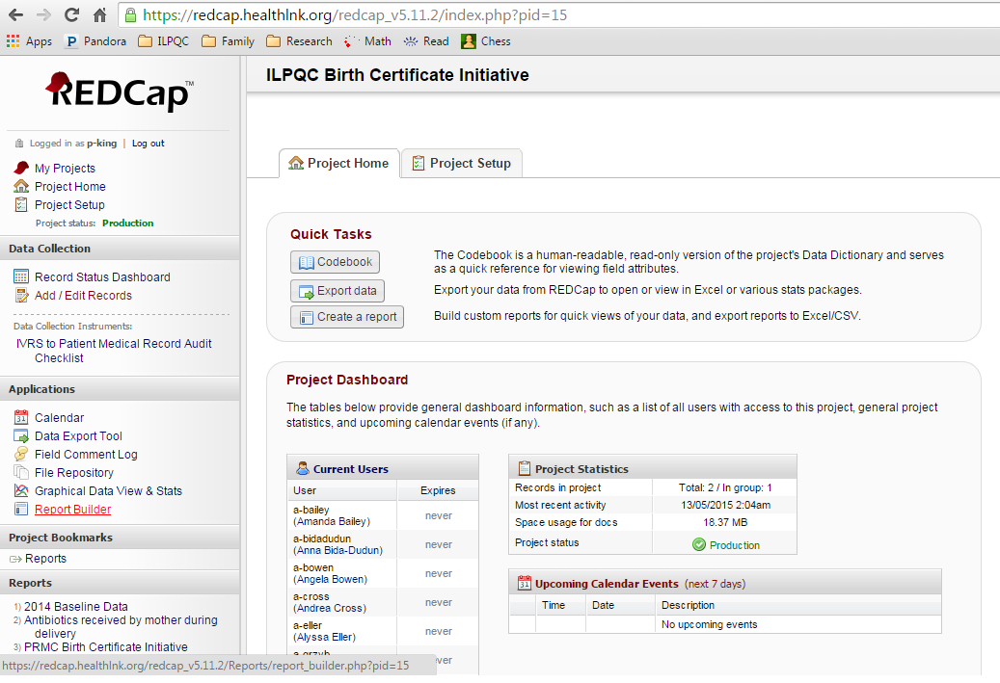 https://redcap.healthlnk.org/redcap_v5.11.2/index.php?pid=15
Apps Pandora ILPQC Family Research Math Read Chess
REDCap™
Logged in as p-king | Log out
My Projects
Project Home
Project Setup
Project status: Production
Data Collection
Record Status Dashboard
Add / Edit Records
Data Collection Instruments:
IVRS to Patient Medical Record Audit
Checklist
Applications
Calendar
Data Export Tool
Field Comment Log
File Repository
Graphical Data View & Stats
Report Builder
Project Bookmarks
Reports
Reports
1) 2014 Baseline Data
2) Antibiotics received by mother during
delivery
3) PRMC Birth Certificate Initiative
https://redcap.healthlnk.org/redcap_v5.11.2/Reports/report_builder.php?pid=15
ILPQC Birth Certificate Initiative
Project Home Project Setup
Quick Tasks
Codebook
The Codebook is a human-readable, read-only version of the project's Data Dictionary and serves
as a quick reference for viewing field attributes.
Export data
Export your data from REDCap to open or view in Excel or various stats packages.
Create a report
Build custom reports for quick views of your data, and export reports to Excel/CSV.
Project Dashboard
The tables below provide general dashboard information, such as a list of all users with access to this project, general project
statistics, and upcoming calendar events (if any).
Current Users
User Expires
a-bailey
(Amanda Bailey) never
a-bidadudun
(Anna Bida-Dudun) never
a-bowen
(Angela Bowen) never
a-cross
(Andrea Cross) never
a-eller
(Alyssa Eller) never
Project Statistics
Records in project Total: 2 / In group: 1
Most recent activity 13/05/2015 2:04am
Space usage for docs 18.37 MB
Project status Production
Upcoming Calendar Events (next 7 days)
Time Date Description
No upcoming events